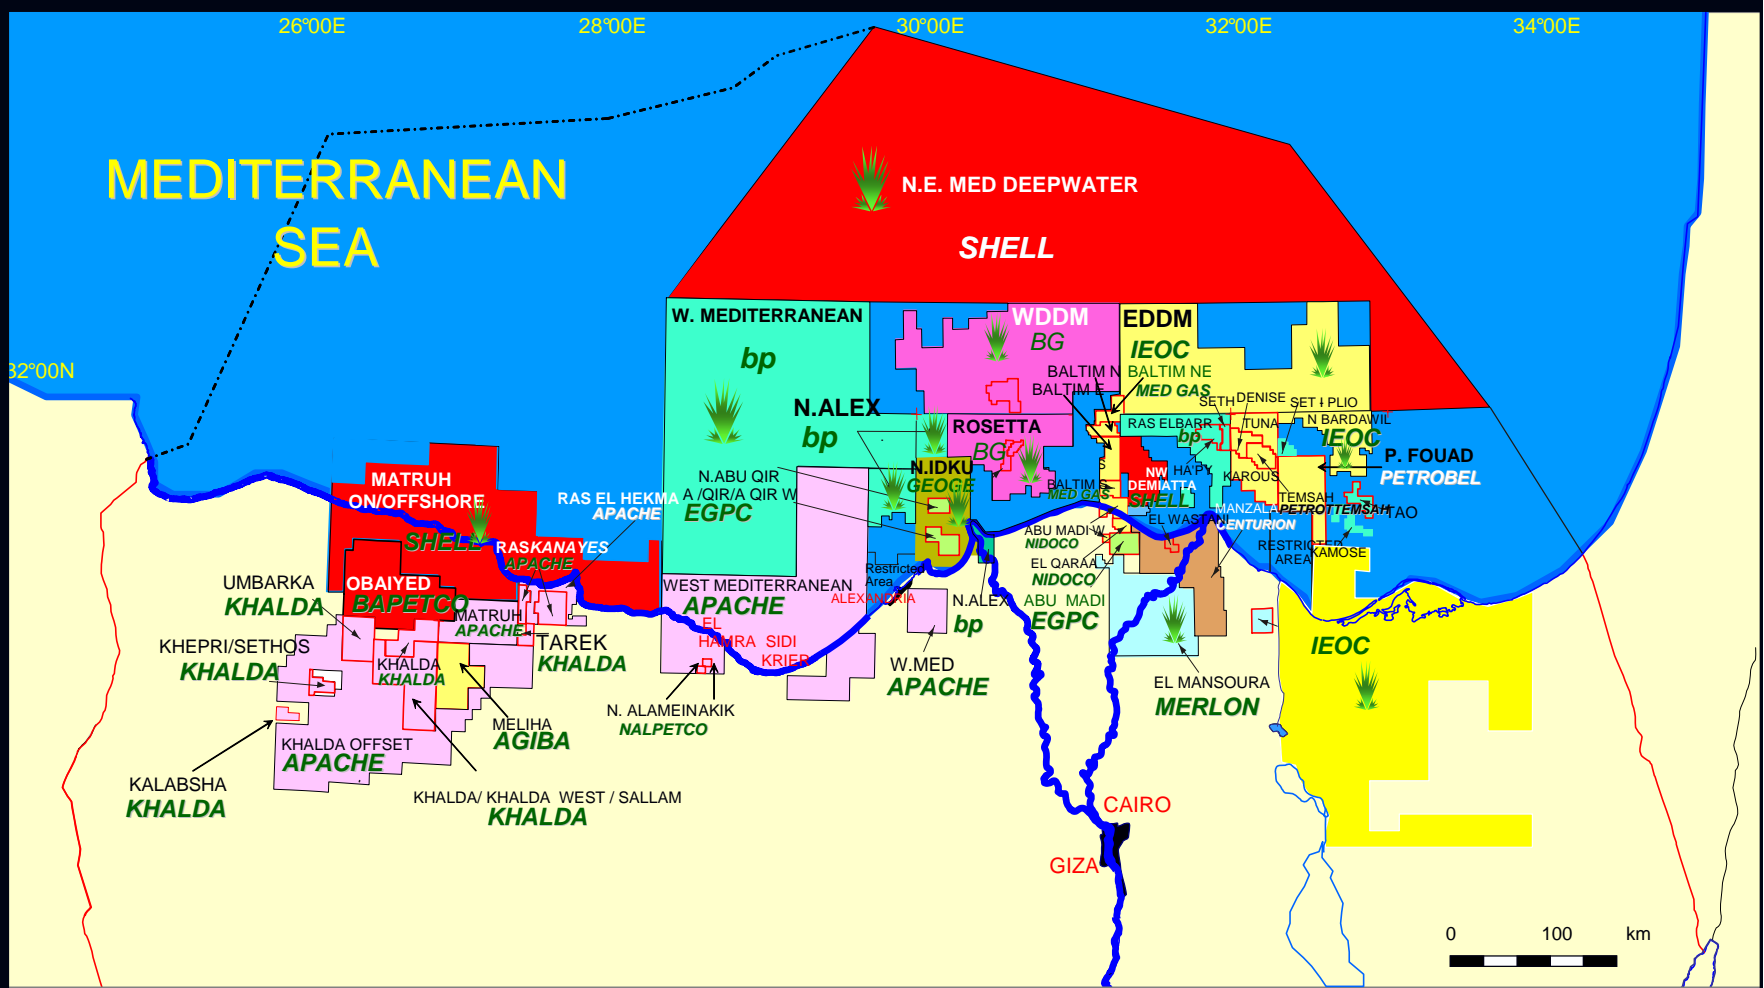 26°00E
28°00E
30°00E
32°00E
34°00E
MEDITERRANEAN
SEA
32°00N
N.E. MED DEEPWATER
SHELL
W. MEDITERRANEAN
bp
WDDM
BG
EDDM
IEOC
BALTIM N
BALTIM NE
BALTIM E
MED GAS
N.ALEX
bp
ROSETTA
BG
SETH
DENISE
SET I PLIO
RAS ELBARR
bp
TUNA
N BARDAWIL
IEOC
P. FOUAD
PETROBEL
N.IDKU
GEOGE
N.ABU QIR
A /QIR/A QIR W
EGPC
S
BALTIM S
MED GAS
NW
DEMIATTA
SHELL
HA'PY
KAROUS
TEMSAH
PETROTTEMSAH
TAO
MANZALA
CENTURION
EL WASTANI
RESTRICTED
AREA
KAMOSE
ABU MADI W
NIDOCO
EL QARAA
NIDOCO
ABU MADI
EGPC
MATRUH
ON/OFFSHORE
SHELL
RAS EL HEKMA
APACHE
RASKANAYES
APACHE
OBAIYED
BAPETCO
UMBARKA
KHALDA
MATRUH
APACHE
KHEPRI/SETHOS
KHALDA
TAREK
KHALDA
KHALDA
KHALDA
MELIHA
AGIBA
KHALDA OFFSET
APACHE
KALABSHA
KHALDA
KHALDA/ KHALDA WEST / SALLAM
KHALDA
WEST MEDITERRANEAN
APACHE
Restricted
Area
ALEXANDRIA
EL
HAMRA SIDI
KRIER
N. ALAMEIN
AKIK
NALPETCO
N.ALEX
bp
W.MED
APACHE
EL MANSOURA
MERLON
IEOC
CAIRO
GIZA
0
100
km